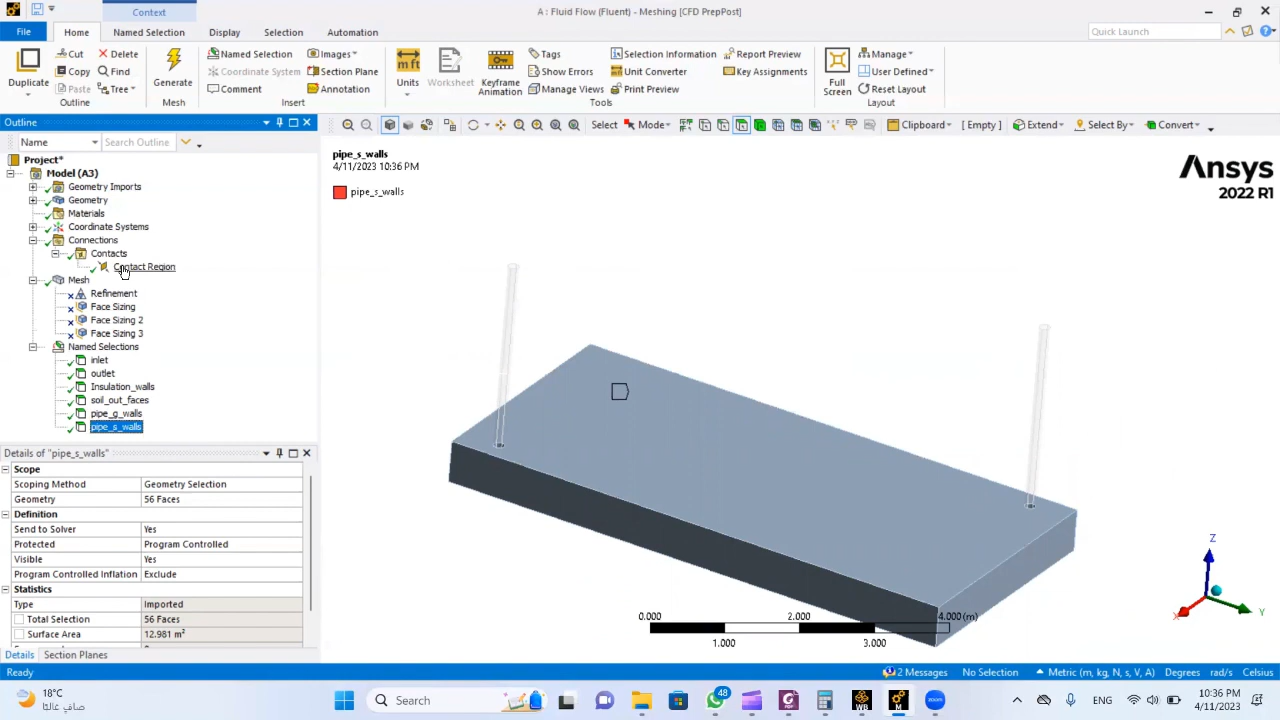 Context
A : Fluid Flow (Fluent) - Meshing [CFD PrepPost]
File Home Named Selection Display Selection Automation Quick Launch
Duplicate
Cut
Copy
Paste
Delete
Find
Tree
Outline
Generate
Mesh
Named Selection
Coordinate System
Comment
Images
Section Plane
Annotation
Insert
Units
Worksheet
Keyframe Animation
Tags
Show Errors
Manage Views
Selection Information
Unit Converter
Print Preview
Report Preview
Key Assignments
Tools
Full Screen
Manage
User Defined
Reset Layout
Layout
Outline
Name Search Outline
Select Mode Clipboard [ Empty ] Extend Select By Convert
Project*
Model (A3)
Geometry Imports
Geometry
Materials
Coordinate Systems
Connections
Contacts
Contact Region
Mesh
Refinement
Face Sizing
Face Sizing 2
Face Sizing 3
Named Selections
inlet
outlet
Insulation_walls
soil_out_faces
pipe_g_walls
pipe_s_walls
Details of "pipe_s_walls"
Scope
Scoping Method Geometry Selection
Geometry 56 Faces
Definition
Send to Solver Yes
Protected Program Controlled
Visible Yes
Program Controlled Inflation Exclude
Statistics
Type Imported
Total Selection 56 Faces
Surface Area 12.981 m²
Details Section Planes
pipe_s_walls
4/11/2023 10:36 PM
pipe_s_walls
Ansys
2022 R1
0.000 2.000 4.000 (m)
1.000 3.000
Z
Y
X
Ready 2 Messages No Selection Metric (m, kg, N, s, V, A) Degrees rad/s Celsius
18°C
صافي غالبًا
Search
48
WB
M
ENG
10:36 PM
4/11/2023